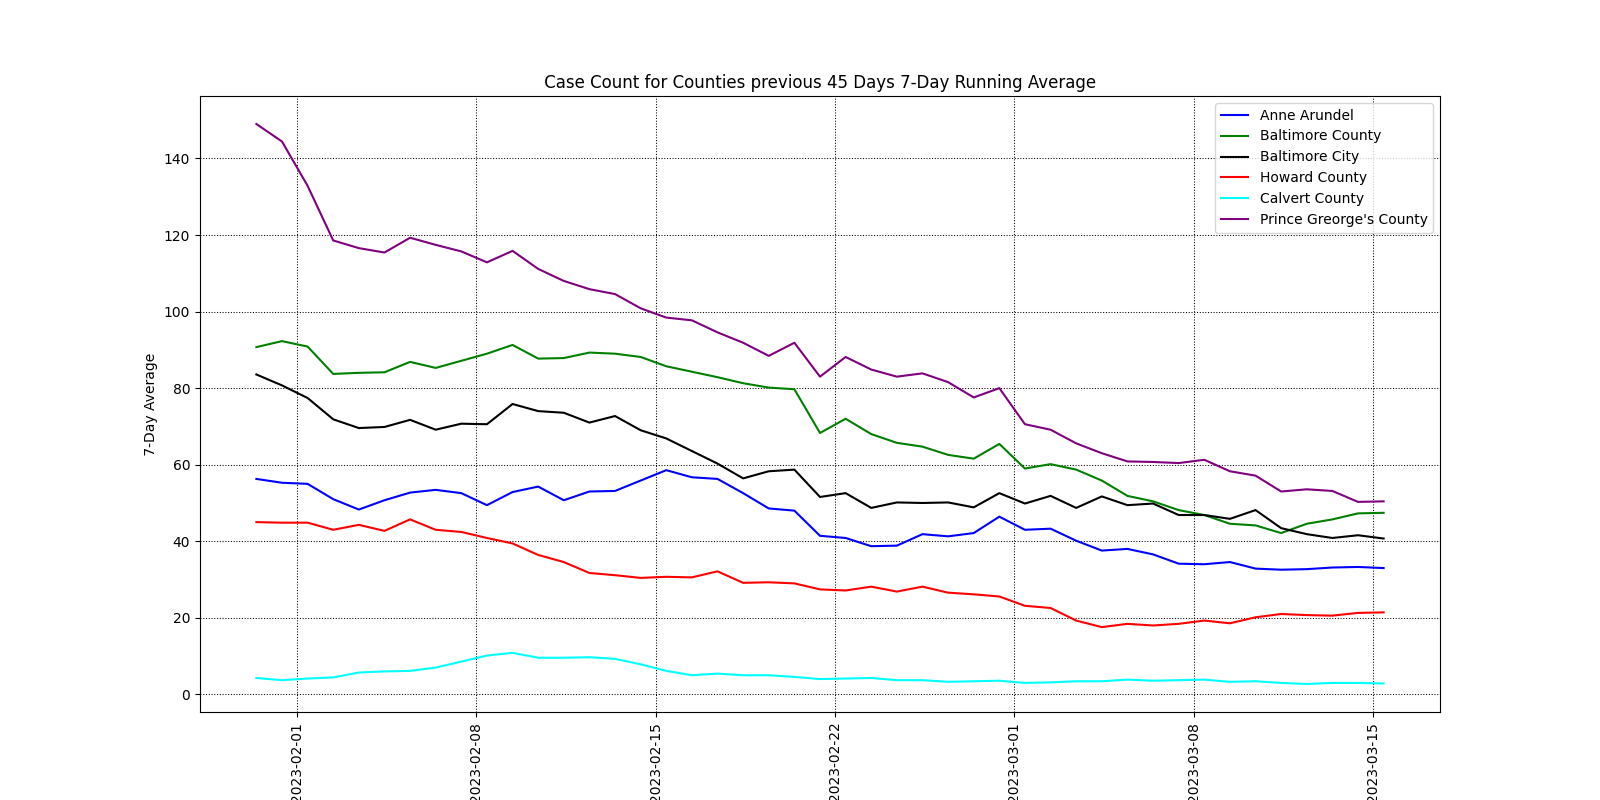 Case Count for Counties previous 45 Days 7-Day Running Average
Anne Arundel
Baltimore County
Baltimore City
Howard County
Calvert County
Prince Greorge's County
7-Day Average
140
120
100
80
60
40
20
0
2023-02-01
2023-02-08
2023-02-15
2023-02-22
2023-03-01
2023-03-08
2023-03-15